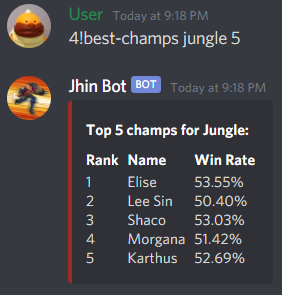 User Today at 9:18 PM
4!best-champs jungle 5
Jhin Bot BOT Today at 9:18 PM
Top 5 champs for Jungle:
Rank Name Win Rate
1 Elise 53.55%
2 Lee Sin 50.40%
3 Shaco 53.03%
4 Morgana 51.42%
5 Karthus 52.69%